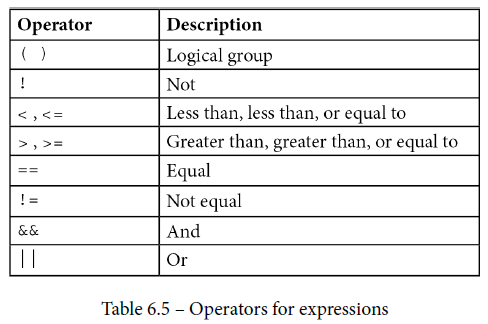 Operator Description
( ) Logical group
! Not
< , <= Less than, less than, or equal to
> , >= Greater than, greater than, or equal to
== Equal
!= Not equal
&& And
|| Or
Table 6.5 – Operators for expressions